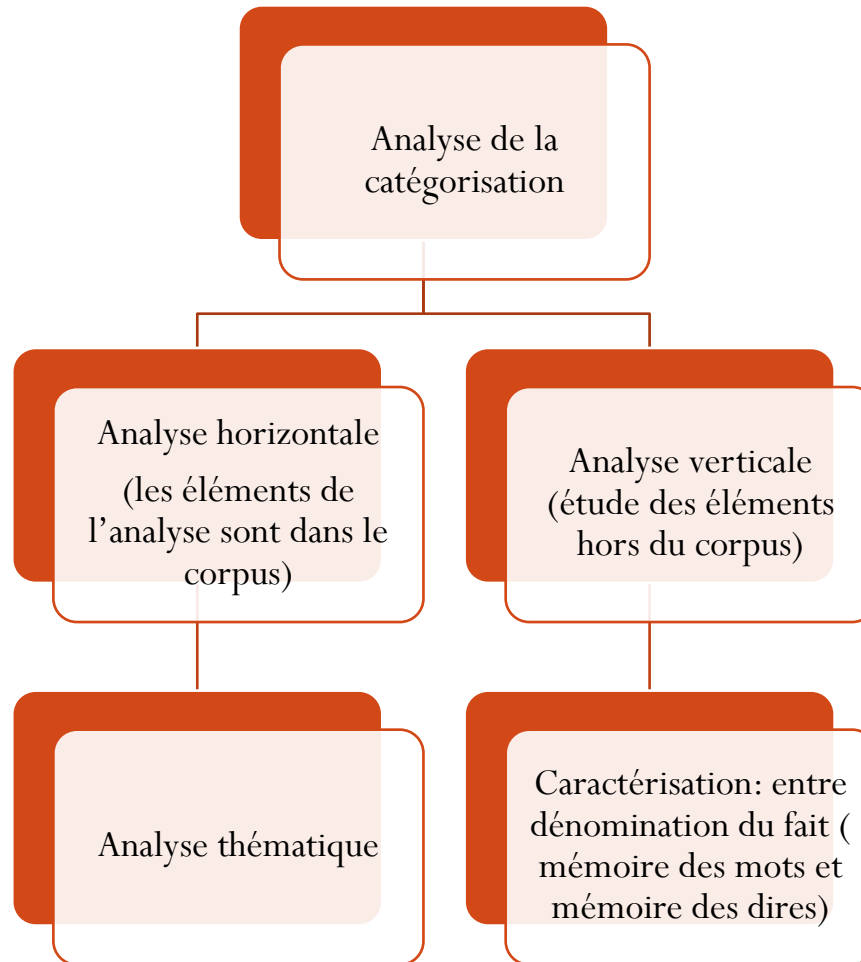 Analyse de la
catégorisation
Analyse horizontale
(les éléments de
l’analyse sont dans le
corpus)
Analyse verticale
(étude des éléments
hors du corpus)
Analyse thématique
Caractérisation: entre
dénomination du fait (
mémoire des mots et
mémoire des dires)